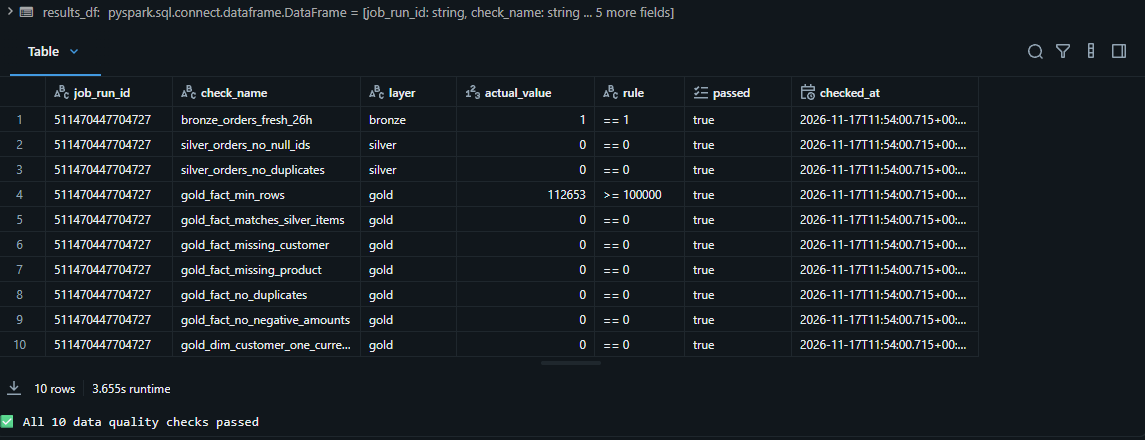 results_df: pyspark.sql.connect.dataframe.DataFrame = [job_run_id: string, check_name: string ... 5 more fields]
Table
job_run_id check_name layer actual_value rule passed checked_at
1 511470447704727 bronze_orders_fresh_26h bronze 1 == 1 true 2026-11-17T11:54:00.715+00:...
2 511470447704727 silver_orders_no_null_ids silver 0 == 0 true 2026-11-17T11:54:00.715+00:...
3 511470447704727 silver_orders_no_duplicates silver 0 == 0 true 2026-11-17T11:54:00.715+00:...
4 511470447704727 gold_fact_min_rows gold 112653 >= 100000 true 2026-11-17T11:54:00.715+00:...
5 511470447704727 gold_fact_matches_silver_items gold 0 == 0 true 2026-11-17T11:54:00.715+00:...
6 511470447704727 gold_fact_missing_customer gold 0 == 0 true 2026-11-17T11:54:00.715+00:...
7 511470447704727 gold_fact_missing_product gold 0 == 0 true 2026-11-17T11:54:00.715+00:...
8 511470447704727 gold_fact_no_duplicates gold 0 == 0 true 2026-11-17T11:54:00.715+00:...
9 511470447704727 gold_fact_no_negative_amounts gold 0 == 0 true 2026-11-17T11:54:00.715+00:...
10 511470447704727 gold_dim_customer_one_curre... gold 0 == 0 true 2026-11-17T11:54:00.715+00:...
10 rows 3.655s runtime
✅ All 10 data quality checks passed